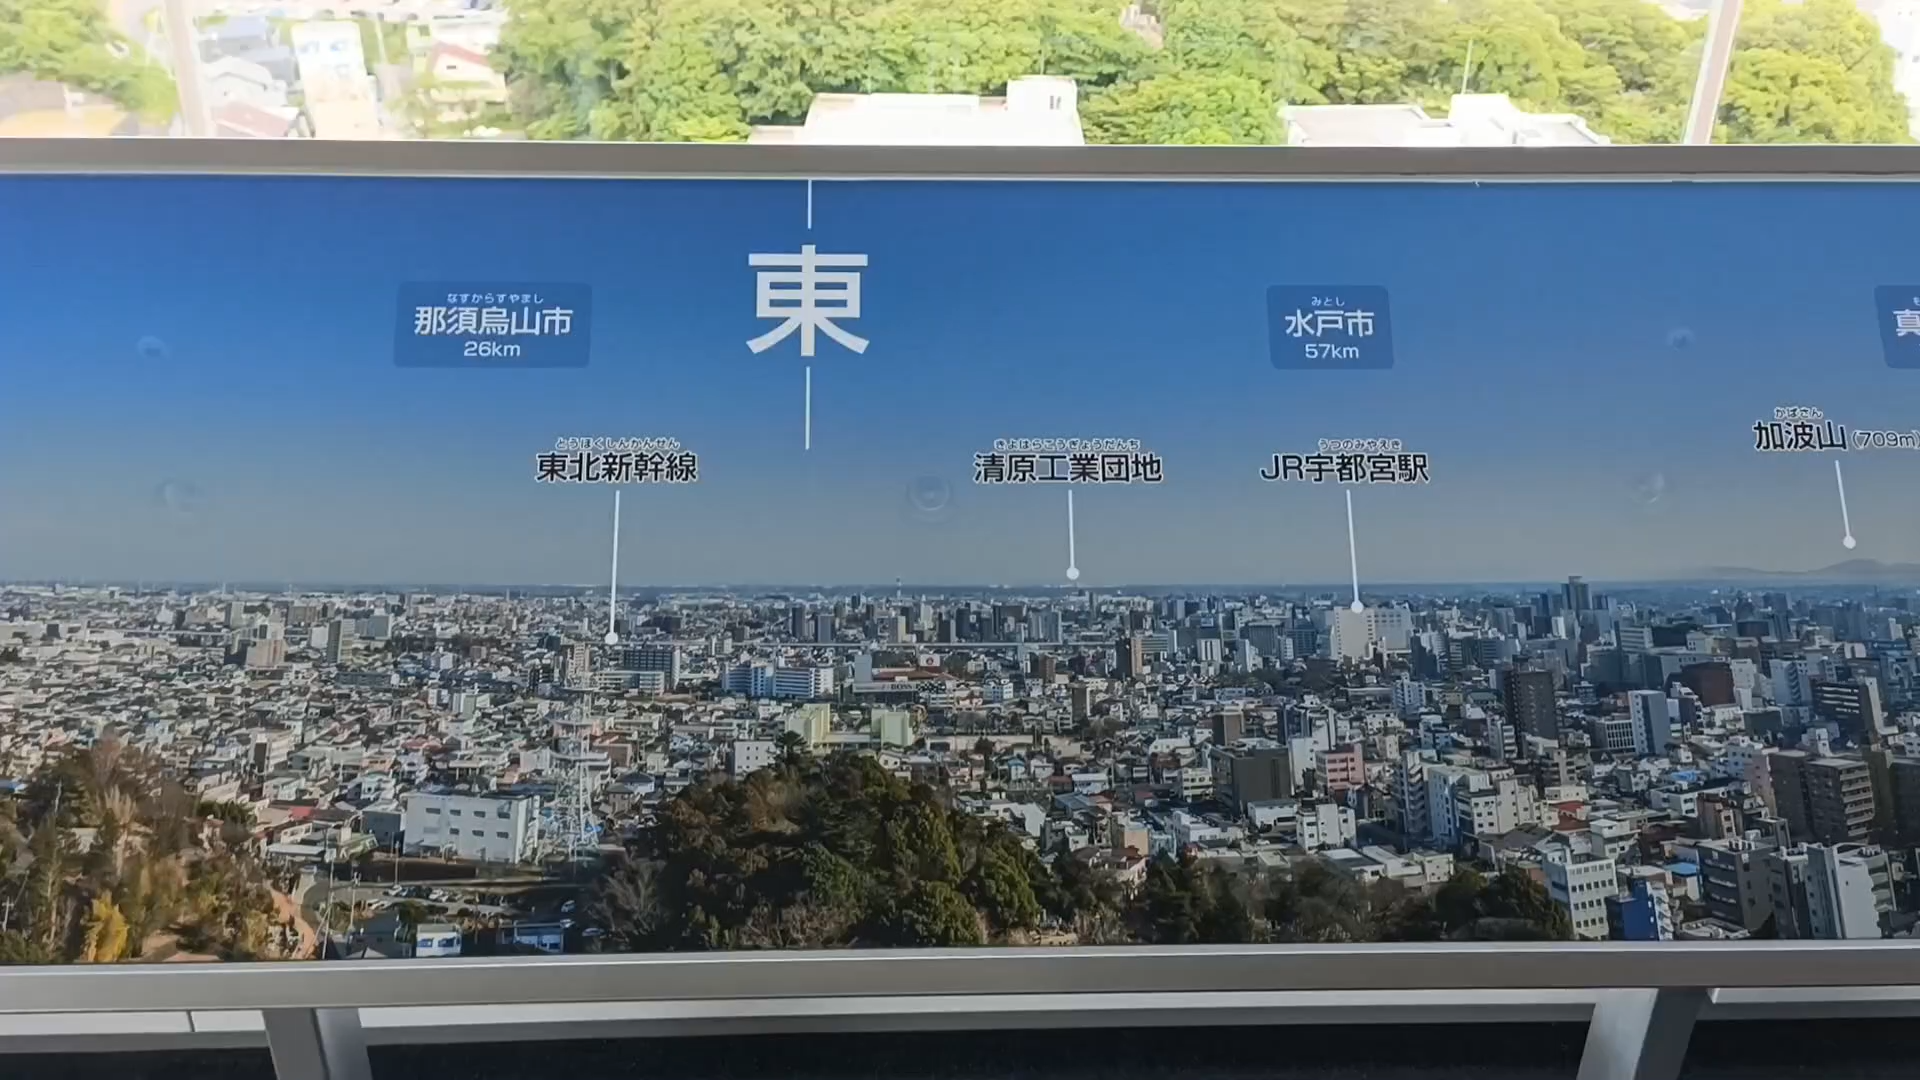 東
なすからすやまし
那須烏山市
26km
みとし
水戸市
57km
真
とうほくしんかんせん
東北新幹線
きよはらこうぎょうだんち
清原工業団地
うつのみやえき
JR宇都宮駅
かばさん
加波山(709m)